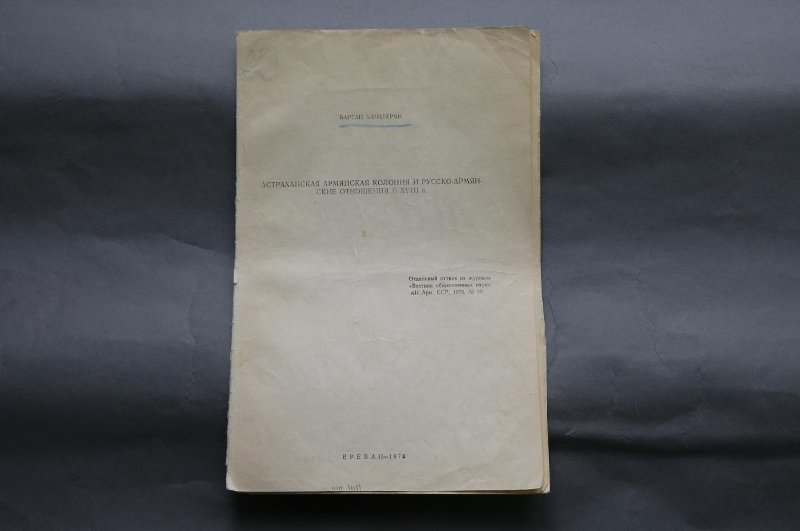 ВАРТАН ХАЧАТУРЯН
АСТРАХАНСКАЯ АРМЯНСКАЯ КОЛОНИЯ И РУССКО-АРМЯН-
СКИЕ ОТНОШЕНИЯ В XVIII в.
Отдельный оттиск из журнала
«Вестник общественных наук»
АН Арм. ССР, 1978, №
ЕРЕВАН—1978